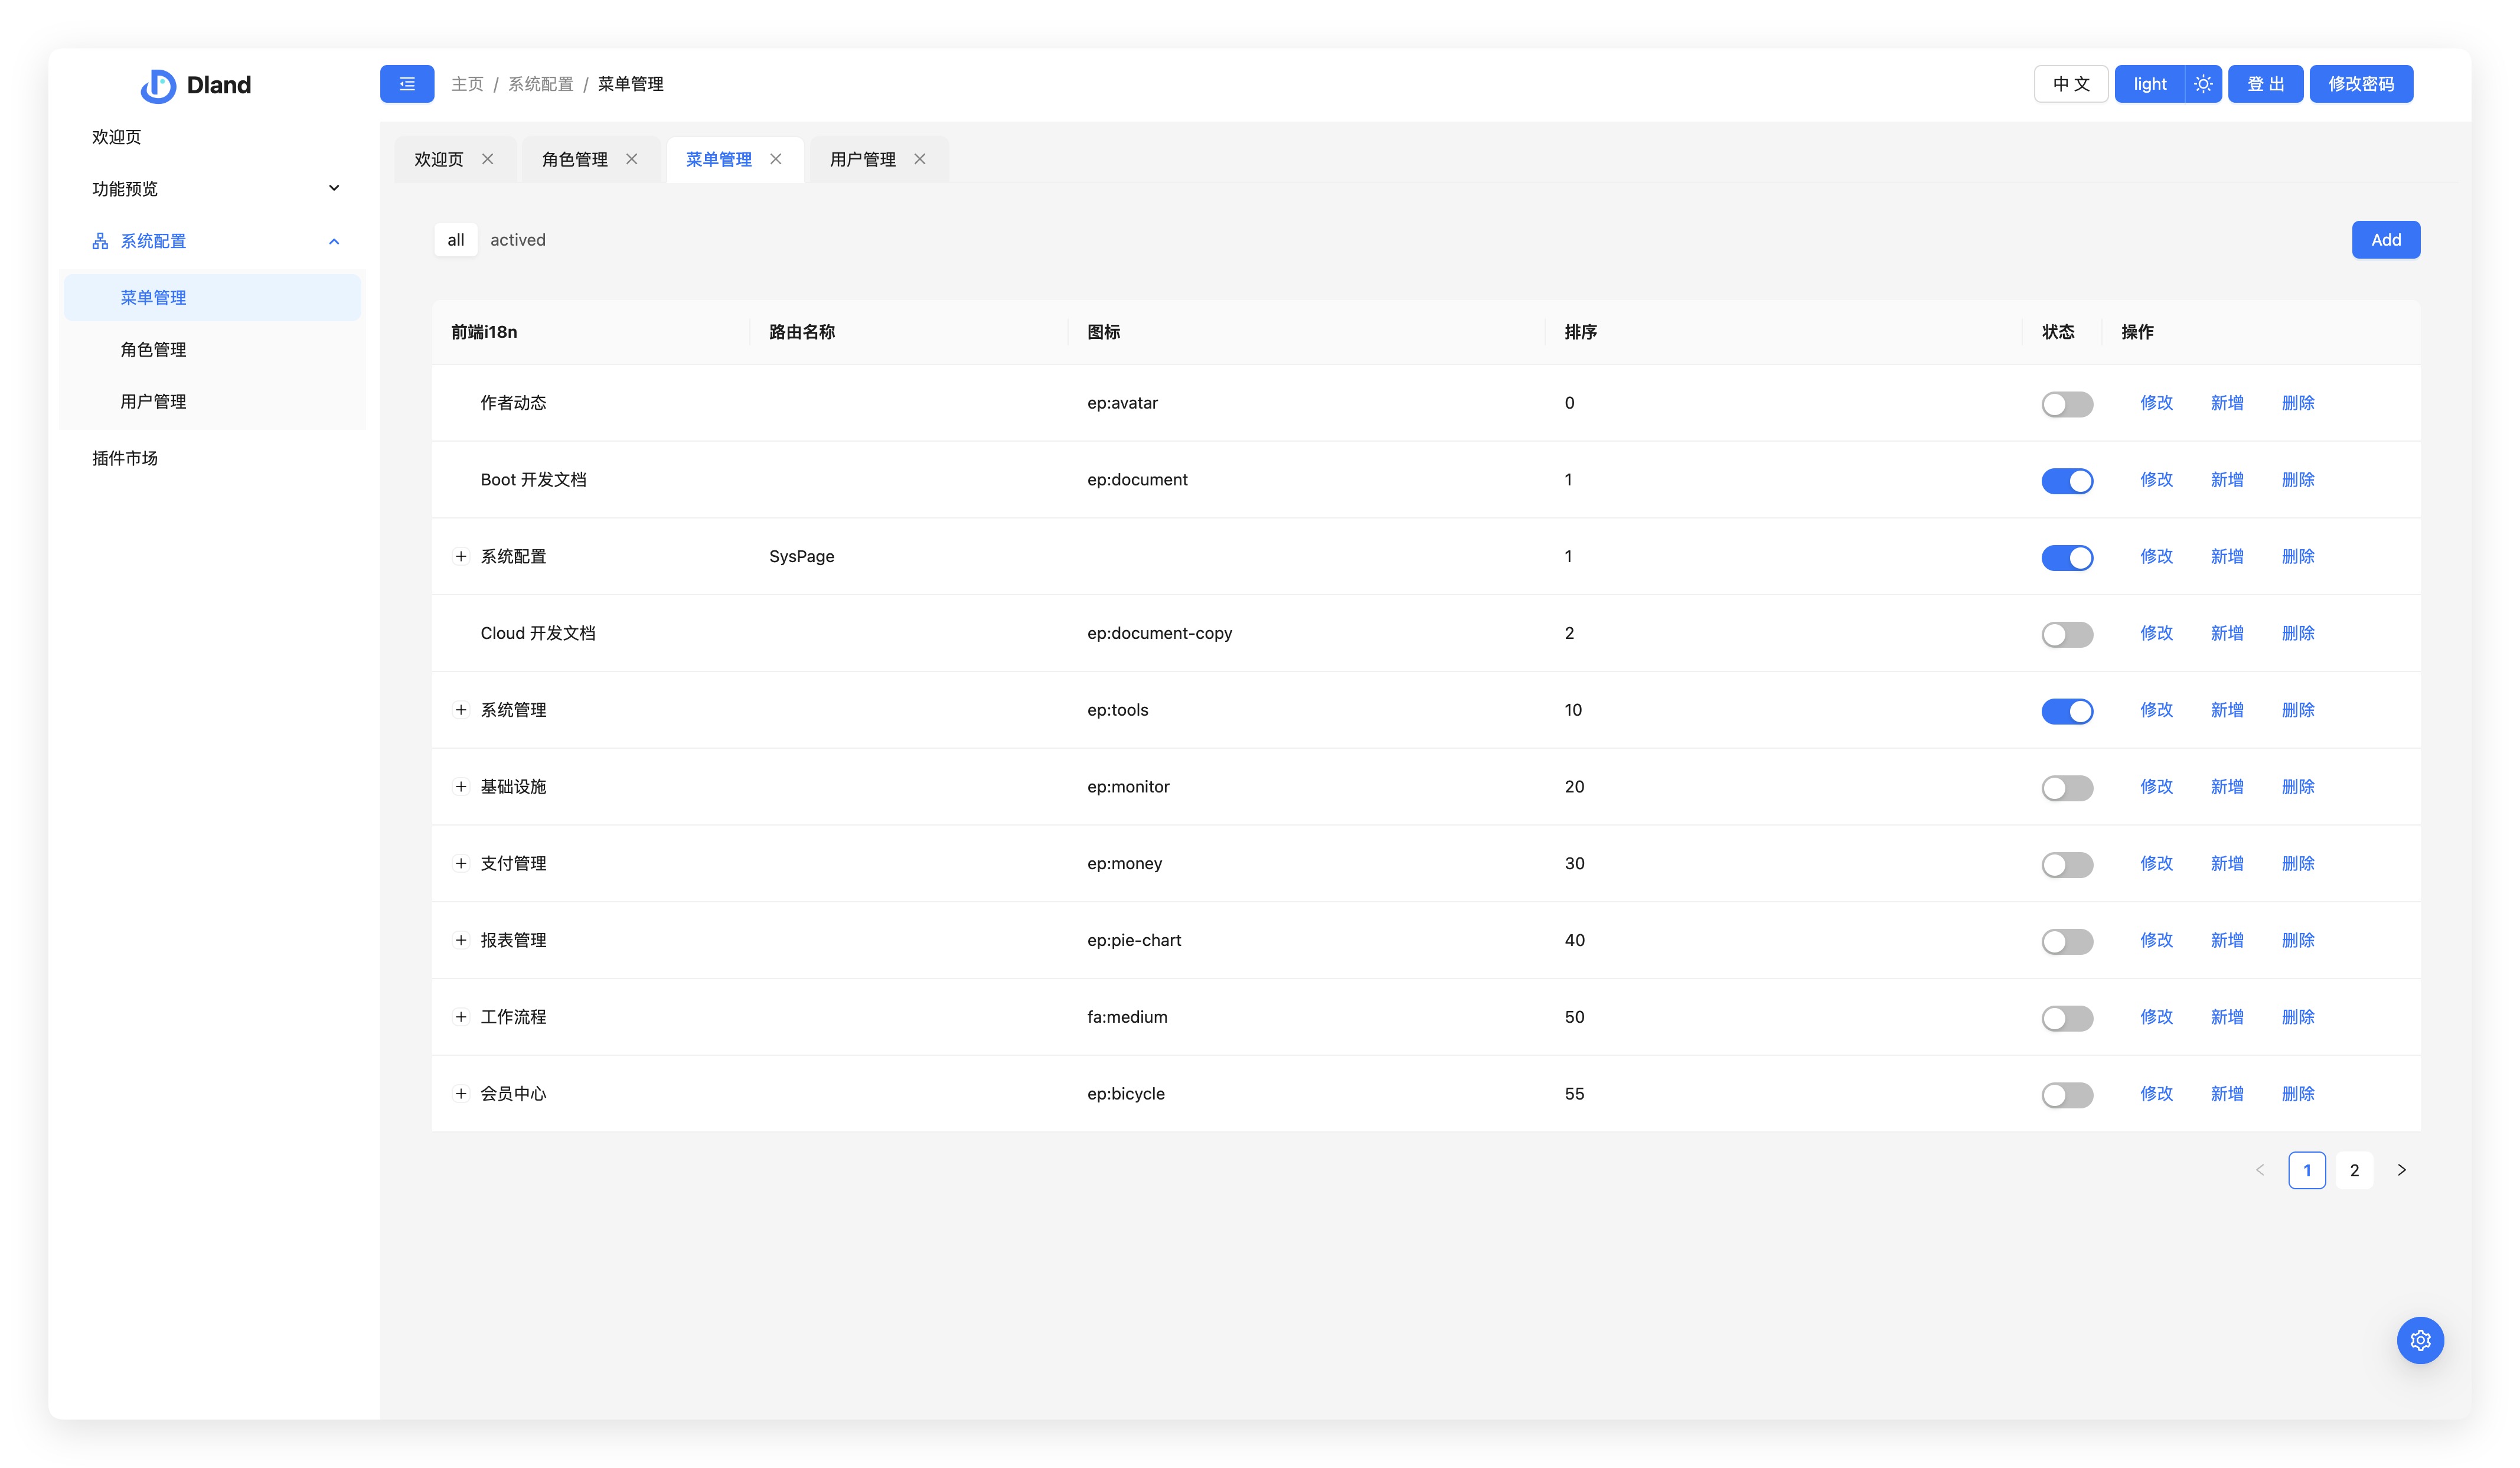 Dland
主页 / 系统配置 / 菜单管理
中 文 light 登 出 修改密码
欢迎页
功能预览
系统配置
菜单管理
角色管理
用户管理
插件市场
欢迎页 角色管理 菜单管理 用户管理
all actived Add
前端i18n 路由名称 图标 排序 状态 操作
作者动态 ep:avatar 0 修改 新增 删除
Boot 开发文档 ep:document 1 修改 新增 删除
系统配置 SysPage 1 修改 新增 删除
Cloud 开发文档 ep:document-copy 2 修改 新增 删除
系统管理 ep:tools 10 修改 新增 删除
基础设施 ep:monitor 20 修改 新增 删除
支付管理 ep:money 30 修改 新增 删除
报表管理 ep:pie-chart 40 修改 新增 删除
工作流程 fa:medium 50 修改 新增 删除
会员中心 ep:bicycle 55 修改 新增 删除
1 2